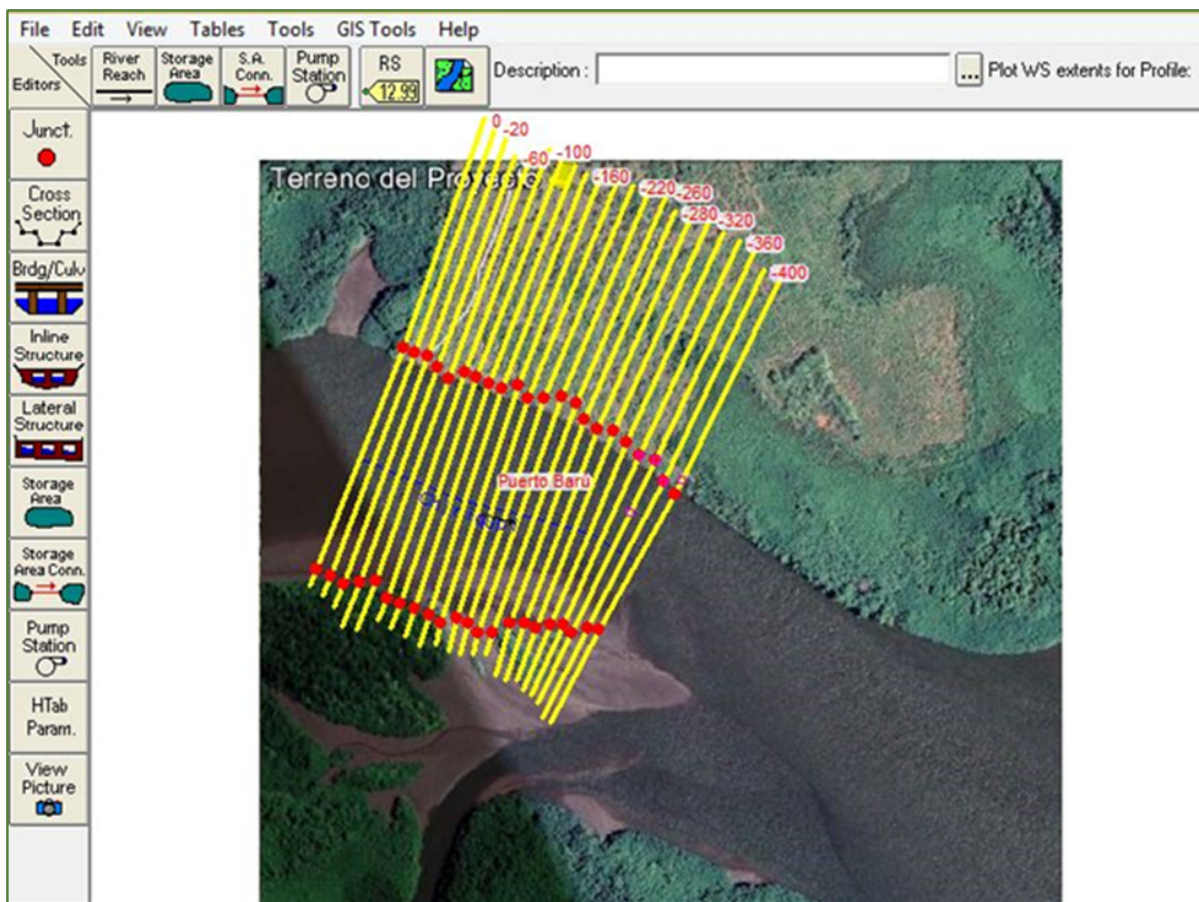 File Edit View Tables Tools GIS Tools Help
Tools
Editors
River
Reach
Storage
Area
S.A.
Conn.
Pump
Station
RS
12.99
Description :
...
Plot WS extents for Profile:
Junct.
Cross
Section
Brdg/Culv
Inline
Structure
Lateral
Structure
Storage
Area
Storage
Area Conn.
Pump
Station
HTab
Param.
View
Picture
Terreno del Proyecto
0
-20
-60
-100
-160
-220
-260
-280
-320
-360
-400
Puerto Barú